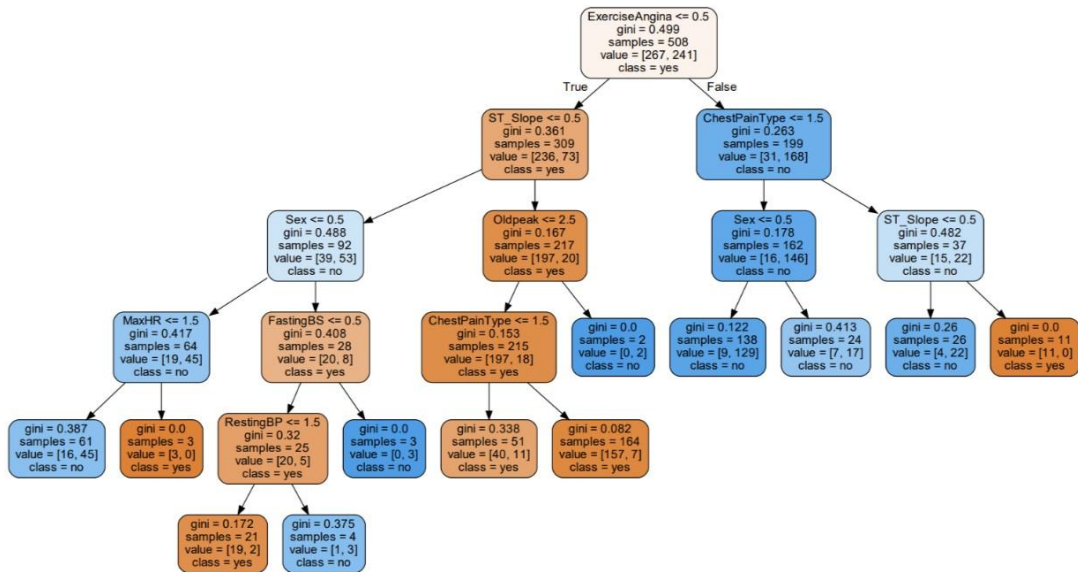 ExerciseAngina <= 0.5
gini = 0.499
samples = 508
value = [267, 241]
class = yes
True
False
ST_Slope <= 0.5
gini = 0.361
samples = 309
value = [236, 73]
class = yes
ChestPainType <= 1.5
gini = 0.263
samples = 199
value = [31, 168]
class = no
Sex <= 0.5
gini = 0.488
samples = 92
value = [39, 53]
class = no
Oldpeak <= 2.5
gini = 0.167
samples = 217
value = [197, 20]
class = yes
Sex <= 0.5
gini = 0.178
samples = 162
value = [16, 146]
class = no
ST_Slope <= 0.5
gini = 0.482
samples = 37
value = [15, 22]
class = no
MaxHR <= 1.5
gini = 0.417
samples = 64
value = [19, 45]
class = no
FastingBS <= 0.5
gini = 0.408
samples = 28
value = [20, 8]
class = yes
ChestPainType <= 1.5
gini = 0.153
samples = 215
value = [197, 18]
class = yes
gini = 0.0
samples = 2
value = [0, 2]
class = no
gini = 0.122
samples = 138
value = [9, 129]
class = no
gini = 0.413
samples = 24
value = [7, 17]
class = no
gini = 0.26
samples = 26
value = [4, 22]
class = no
gini = 0.0
samples = 11
value = [11, 0]
class = yes
gini = 0.387
samples = 61
value = [16, 45]
class = no
gini = 0.0
samples = 3
value = [3, 0]
class = yes
RestingBP <= 1.5
gini = 0.32
samples = 25
value = [20, 5]
class = yes
gini = 0.0
samples = 3
value = [0, 3]
class = no
gini = 0.338
samples = 51
value = [40, 11]
class = yes
gini = 0.082
samples = 164
value = [157, 7]
class = yes
gini = 0.172
samples = 21
value = [19, 2]
class = yes
gini = 0.375
samples = 4
value = [1, 3]
class = no